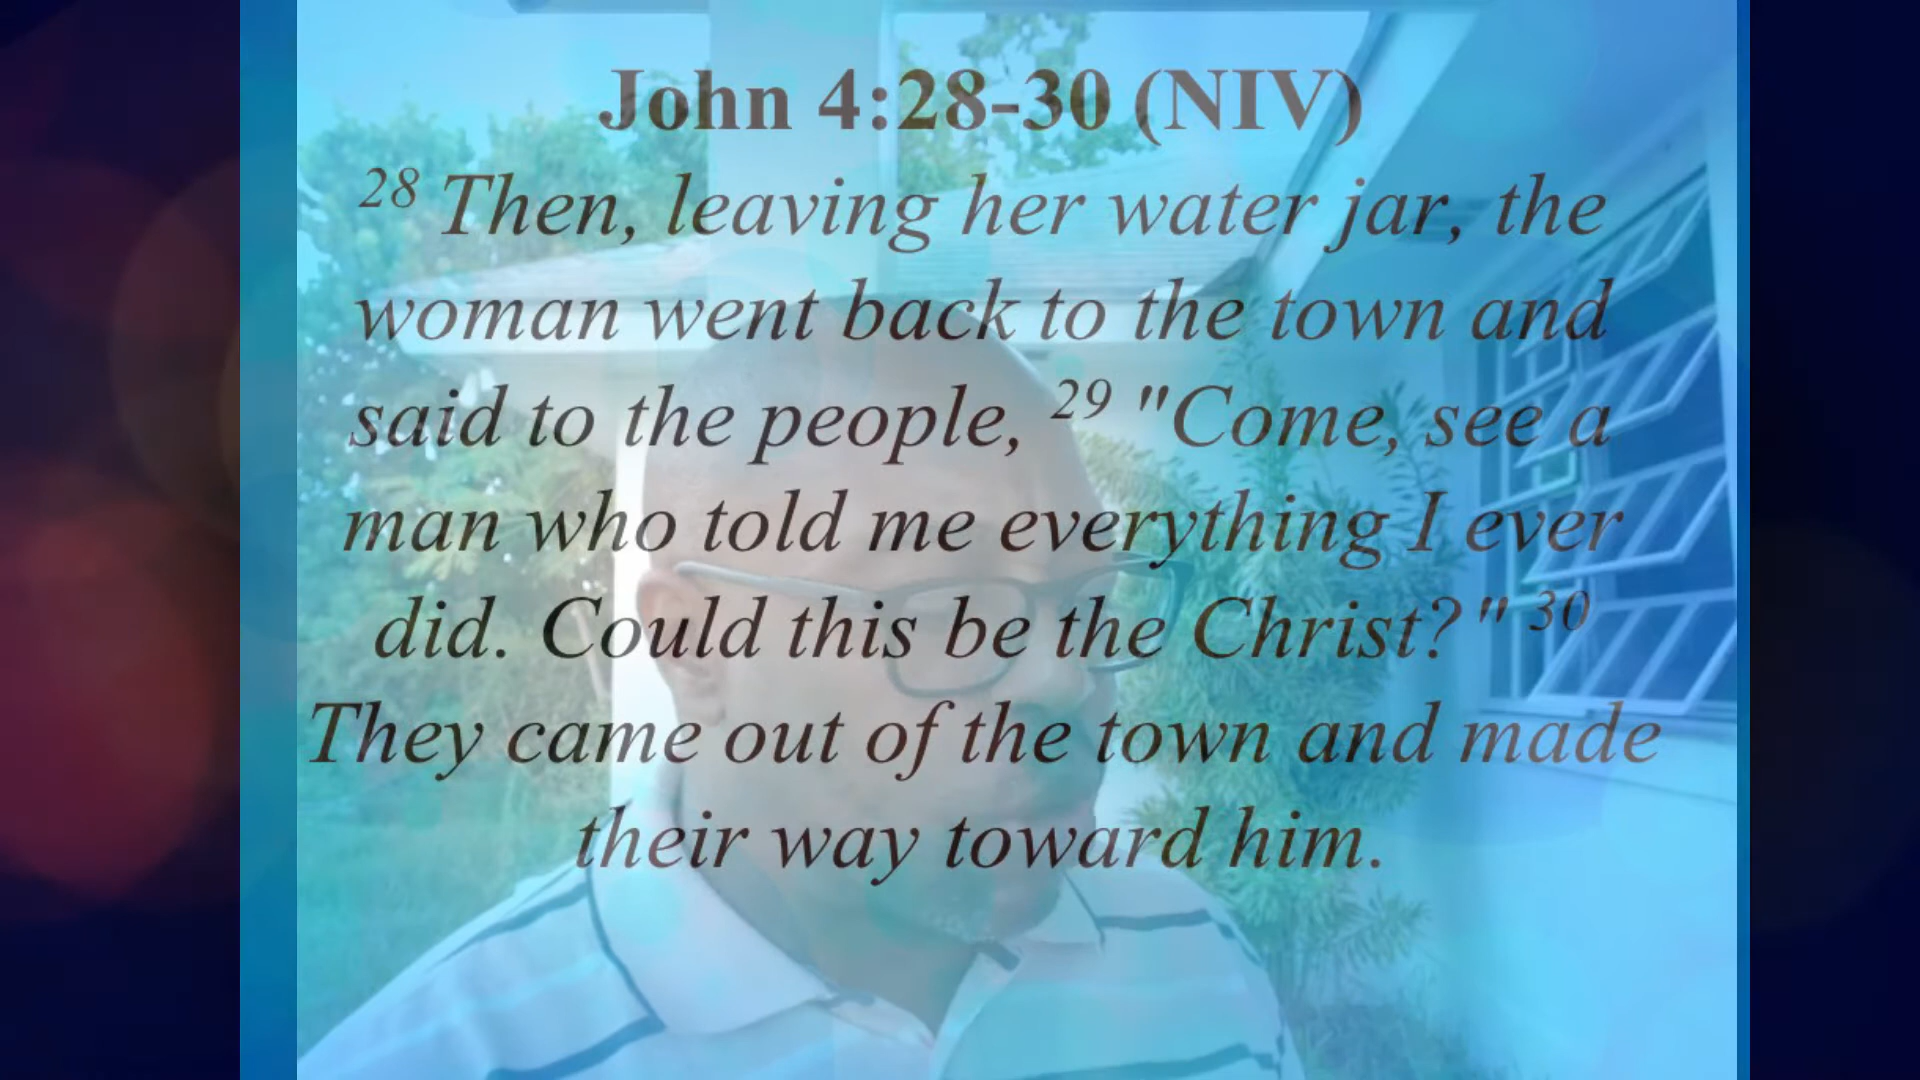 John 4:28-30 (NIV)
28 Then, leaving her water jar, the
woman went back to the town and
said to the people, 29 "Come, see a
man who told me everything I ever
did. Could this be the Christ?" 30
They came out of the town and made
their way toward him.